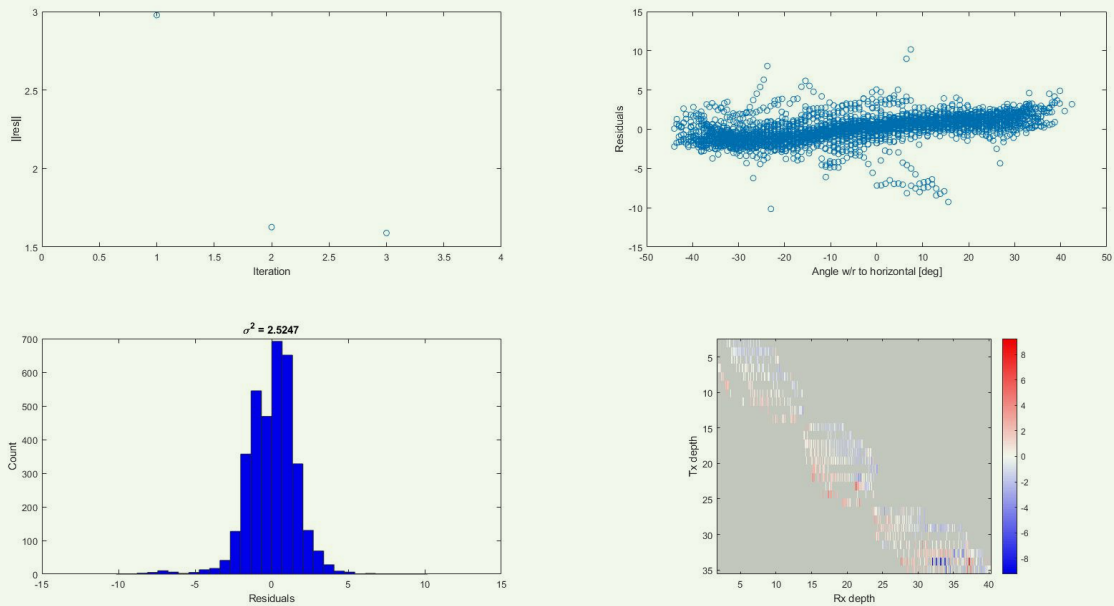 3
2.5
2
1.5
||res||
0 0.5 1 1.5 2 2.5 3 3.5 4
Iteration
15
10
5
0
-5
-10
-15
Residuals
-50 -40 -30 -20 -10 0 10 20 30 40 50
Angle w/r to horizontal [deg]
σ² = 2.5247
700
600
500
400
300
200
100
0
Count
-15 -10 -5 0 5 10 15
Residuals
5
10
15
20
25
30
35
Tx depth
5 10 15 20 25 30 35 40
Rx depth
8
6
4
2
0
-2
-4
-6
-8